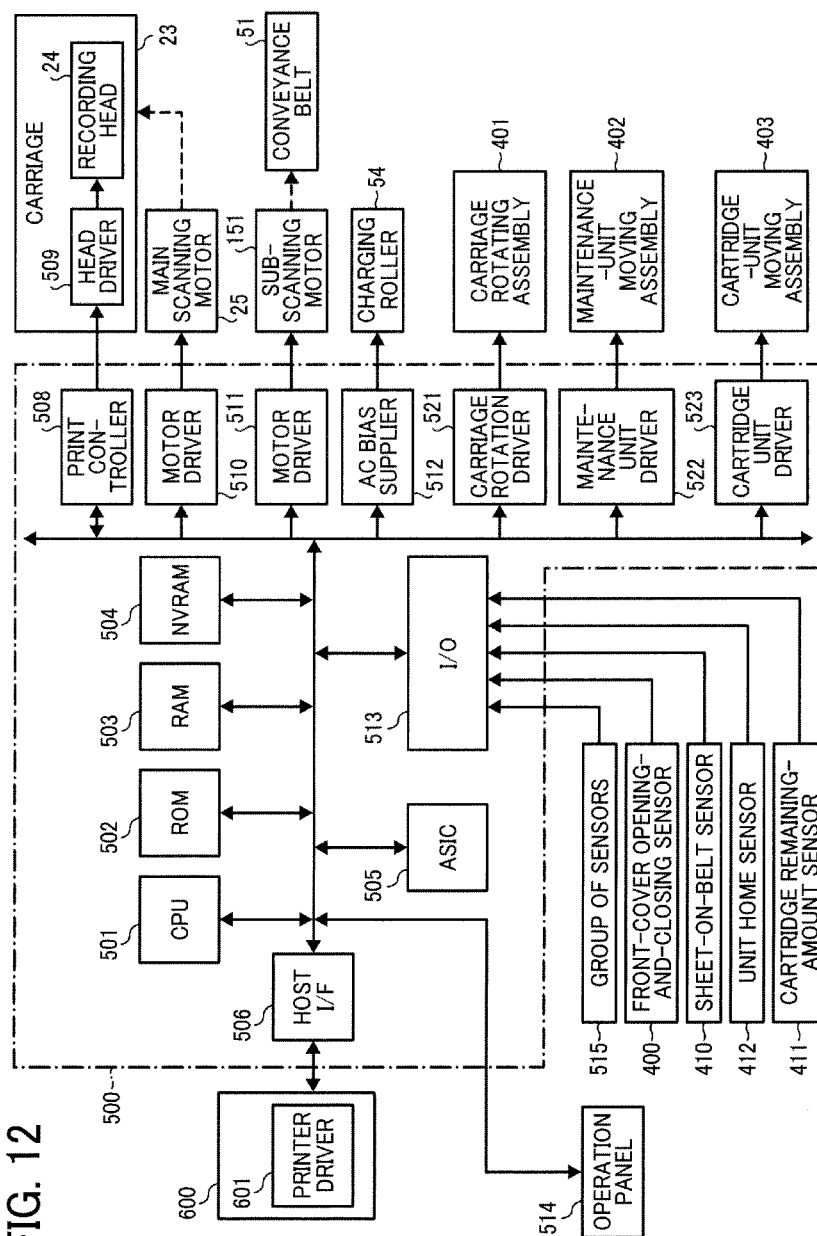 FIG. 12
600
PRINTER
DRIVER
601
500
HOST
I/F
506
CPU
501
ROM
502
RAM
503
NVRAM
504
ASIC
505
I/O
513
PRINT
CON-
TROLLER
508
MOTOR
DRIVER
510
MOTOR
DRIVER
511
AC BIAS
SUPPLIER
512
CARRIAGE
ROTATION
DRIVER
521
MAINTE-
NANCE
UNIT
DRIVER
522
CARTRIDGE
UNIT
DRIVER
523
CARRIAGE
23
HEAD
DRIVER
509
RECORDING
HEAD
24
MAIN
SCANNING
MOTOR
25
SUB-
SCANNING
MOTOR
151
CONVEYANCE
BELT
51
CHARGING
ROLLER
54
CARRIAGE
ROTATING
ASSEMBLY
401
MAINTENANCE
-UNIT
MOVING
ASSEMBLY
402
CARTRIDGE
-UNIT
MOVING
ASSEMBLY
403
OPERATION
PANEL
514
GROUP OF SENSORS
515
FRONT-COVER OPENING-
AND-CLOSING SENSOR
400
SHEET-ON-BELT SENSOR
410
UNIT HOME SENSOR
412
CARTRIDGE REMAINING-
AMOUNT SENSOR
411